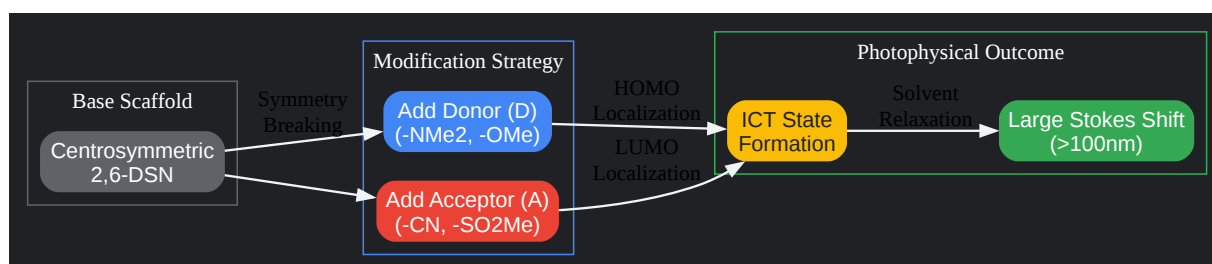 Base Scaffold
Centrosymmetric
2,6-DSN
Symmetry
Breaking
Modification Strategy
Add Donor (D)
(-NMe2, -OMe)
Add Acceptor (A)
(-CN, -SO2Me)
HOMO
Localization
LUMO
Localization
Photophysical Outcome
ICT State
Formation
Solvent
Relaxation
Large Stokes Shift
(>100nm)